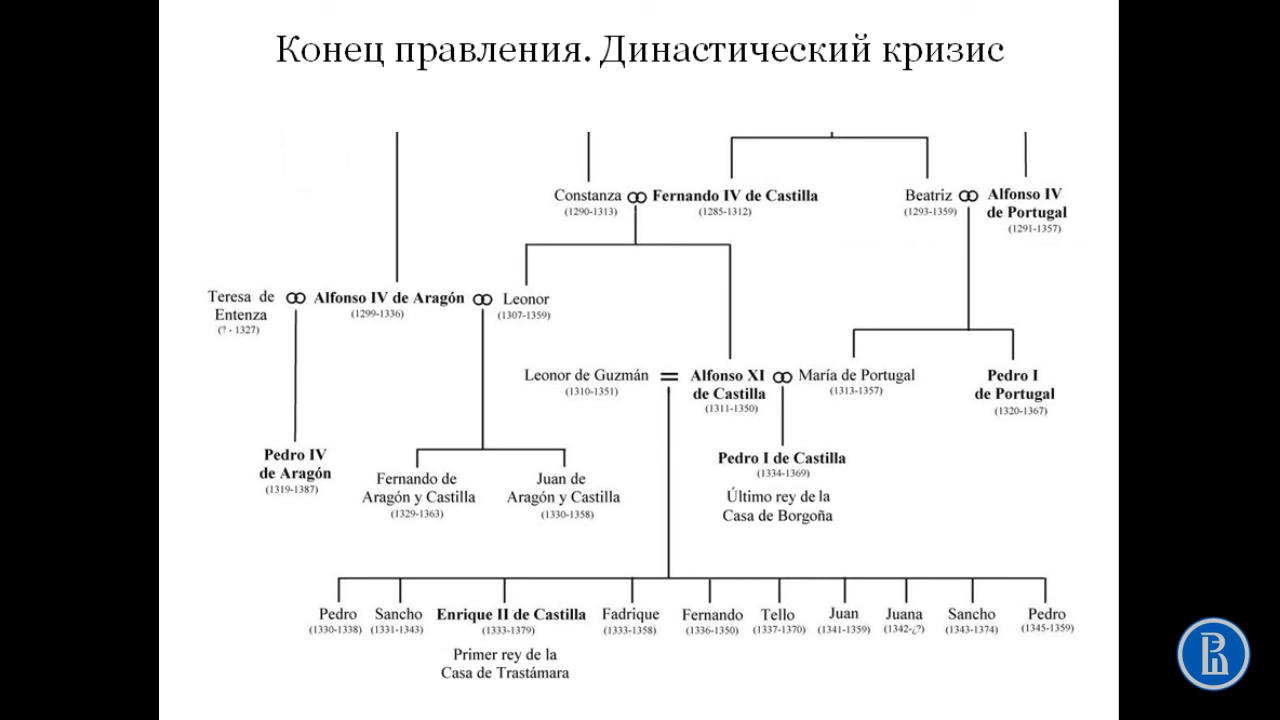 Конец правления. Династический кризис
Constanza
(1290-1313)
Fernando IV de Castilla
(1285-1312)
Beatriz
(1293-1359)
Alfonso IV
de Portugal
(1291-1357)
Teresa de
Entenza
(? - 1327)
Alfonso IV de Aragón
(1299-1336)
Leonor
(1307-1359)
Leonor de Guzmán
(1310-1351)
Alfonso XI
de Castilla
(1311-1350)
María de Portugal
(1313-1357)
Pedro I
de Portugal
(1320-1367)
Pedro IV
de Aragón
(1319-1387)
Fernando de
Aragón y Castilla
(1329-1363)
Juan de
Aragón y Castilla
(1330-1358)
Pedro I de Castilla
(1334-1369)
Último rey de la
Casa de Borgoña
Pedro
(1330-1338)
Sancho
(1331-1343)
Enrique II de Castilla
(1333-1379)
Primer rey de la
Casa de Trastámara
Fadrique
(1333-1358)
Fernando
(1336-1350)
Tello
(1337-1370)
Juan
(1341-1359)
Juana
(1342-¿?)
Sancho
(1343-1374)
Pedro
(1345-1359)